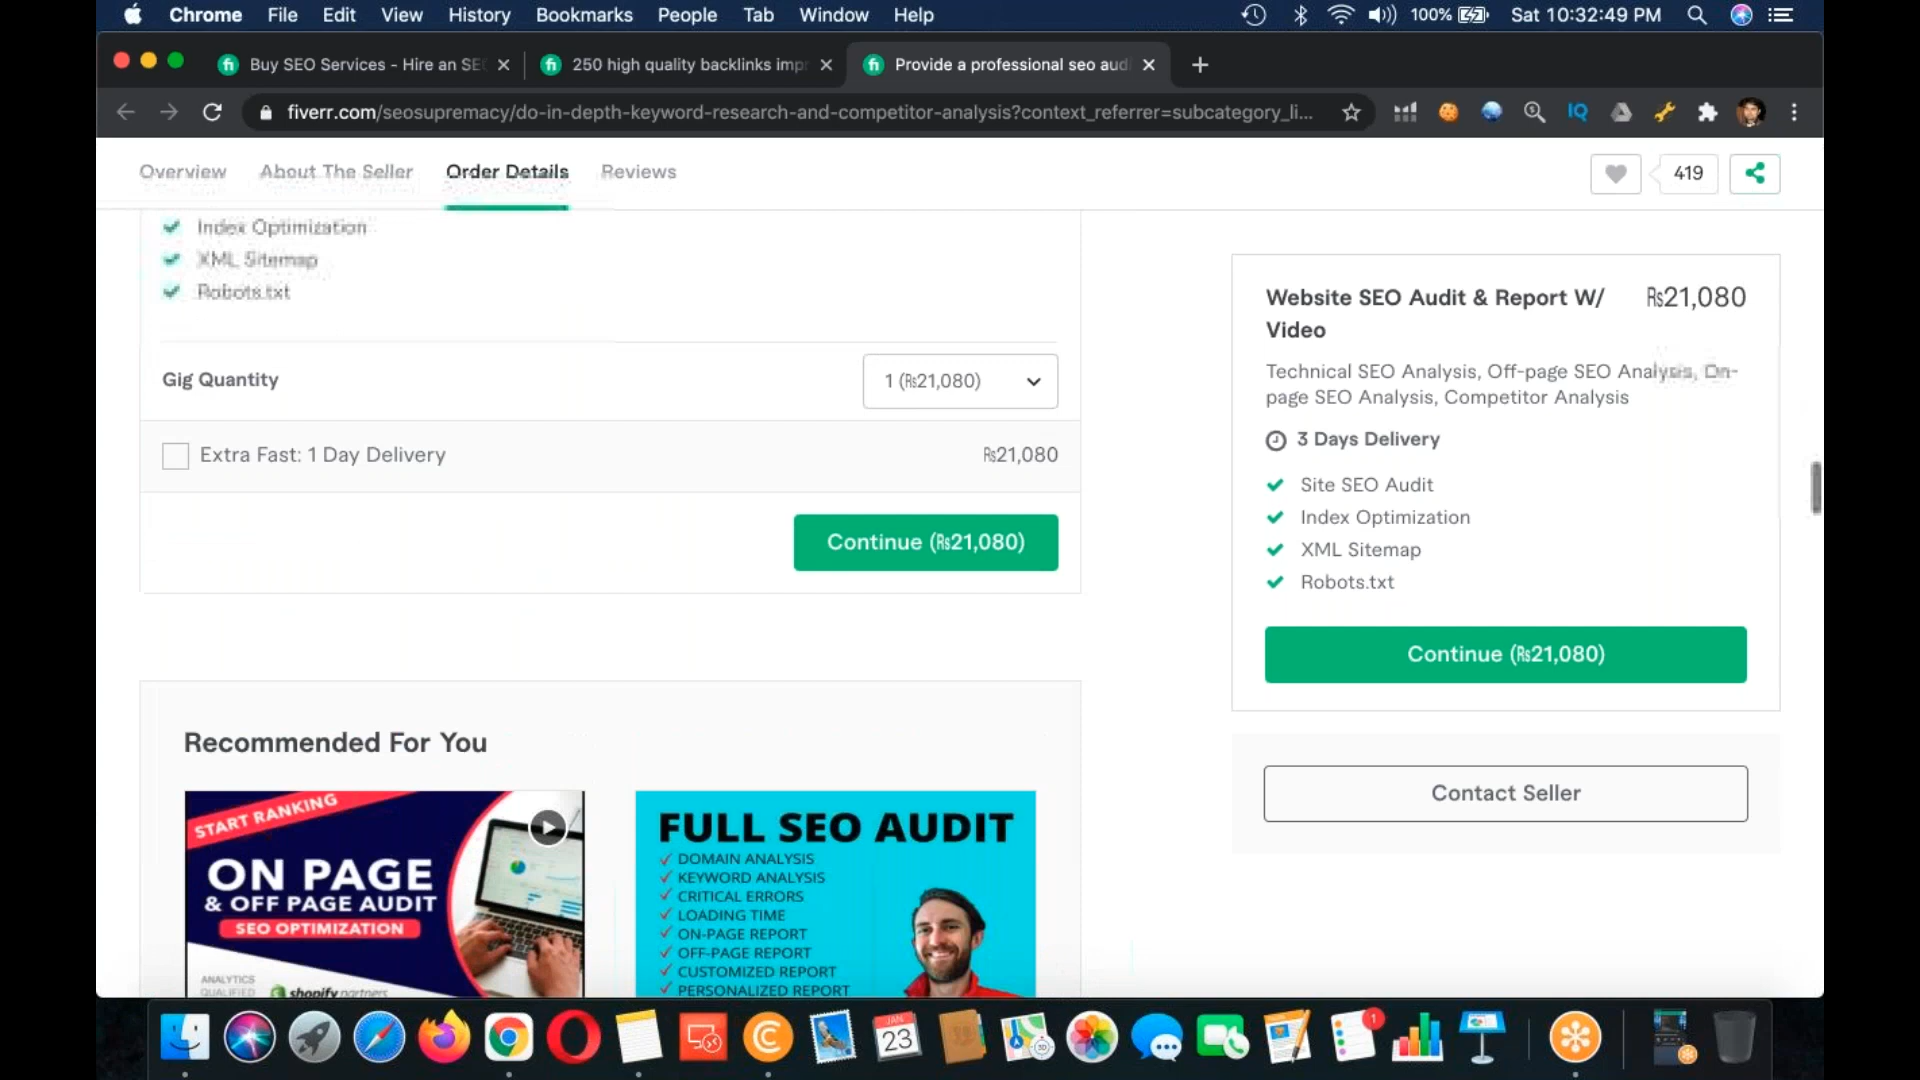 Chrome File Edit View History Bookmarks People Tab Window Help 100% Sat 10:32:49 PM
Buy SEO Services - Hire an SE
250 high quality backlinks imp
Provide a professional seo aud
fiverr.com/seosupremacy/do-in-depth-keyword-research-and-competitor-analysis?context_referrer=subcategory_li...
IQ
Overview About The Seller Order Details Reviews
419
Index Optimization
XML Sitemap
Robots.txt
Gig Quantity
1 (₨21,080)
Extra Fast: 1 Day Delivery
₨21,080
Continue (₨21,080)
Website SEO Audit & Report W/
Video
₨21,080
Technical SEO Analysis, Off-page SEO Analysis, On-
page SEO Analysis, Competitor Analysis
3 Days Delivery
Site SEO Audit
Index Optimization
XML Sitemap
Robots.txt
Continue (₨21,080)
Contact Seller
Recommended For You
START RANKING
ON PAGE
& OFF PAGE AUDIT
SEO OPTIMIZATION
ANALYTICS
QUALIFIED
shopify partners
FULL SEO AUDIT
DOMAIN ANALYSIS
KEYWORD ANALYSIS
CRITICAL ERRORS
LOADING TIME
ON-PAGE REPORT
OFF-PAGE REPORT
CUSTOMIZED REPORT
PERSONALIZED REPORT
JAN
23
3D
1